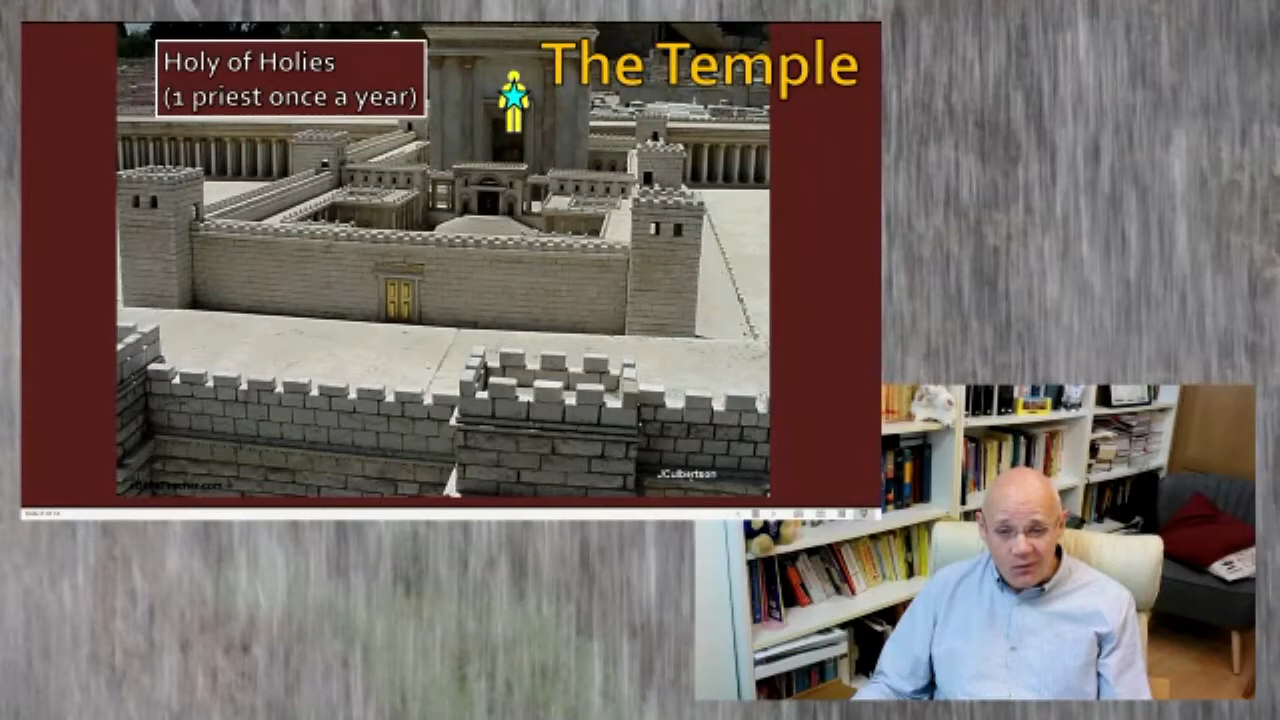 Holy of Holies
(1 priest once a year)
The Temple
JCulbertson